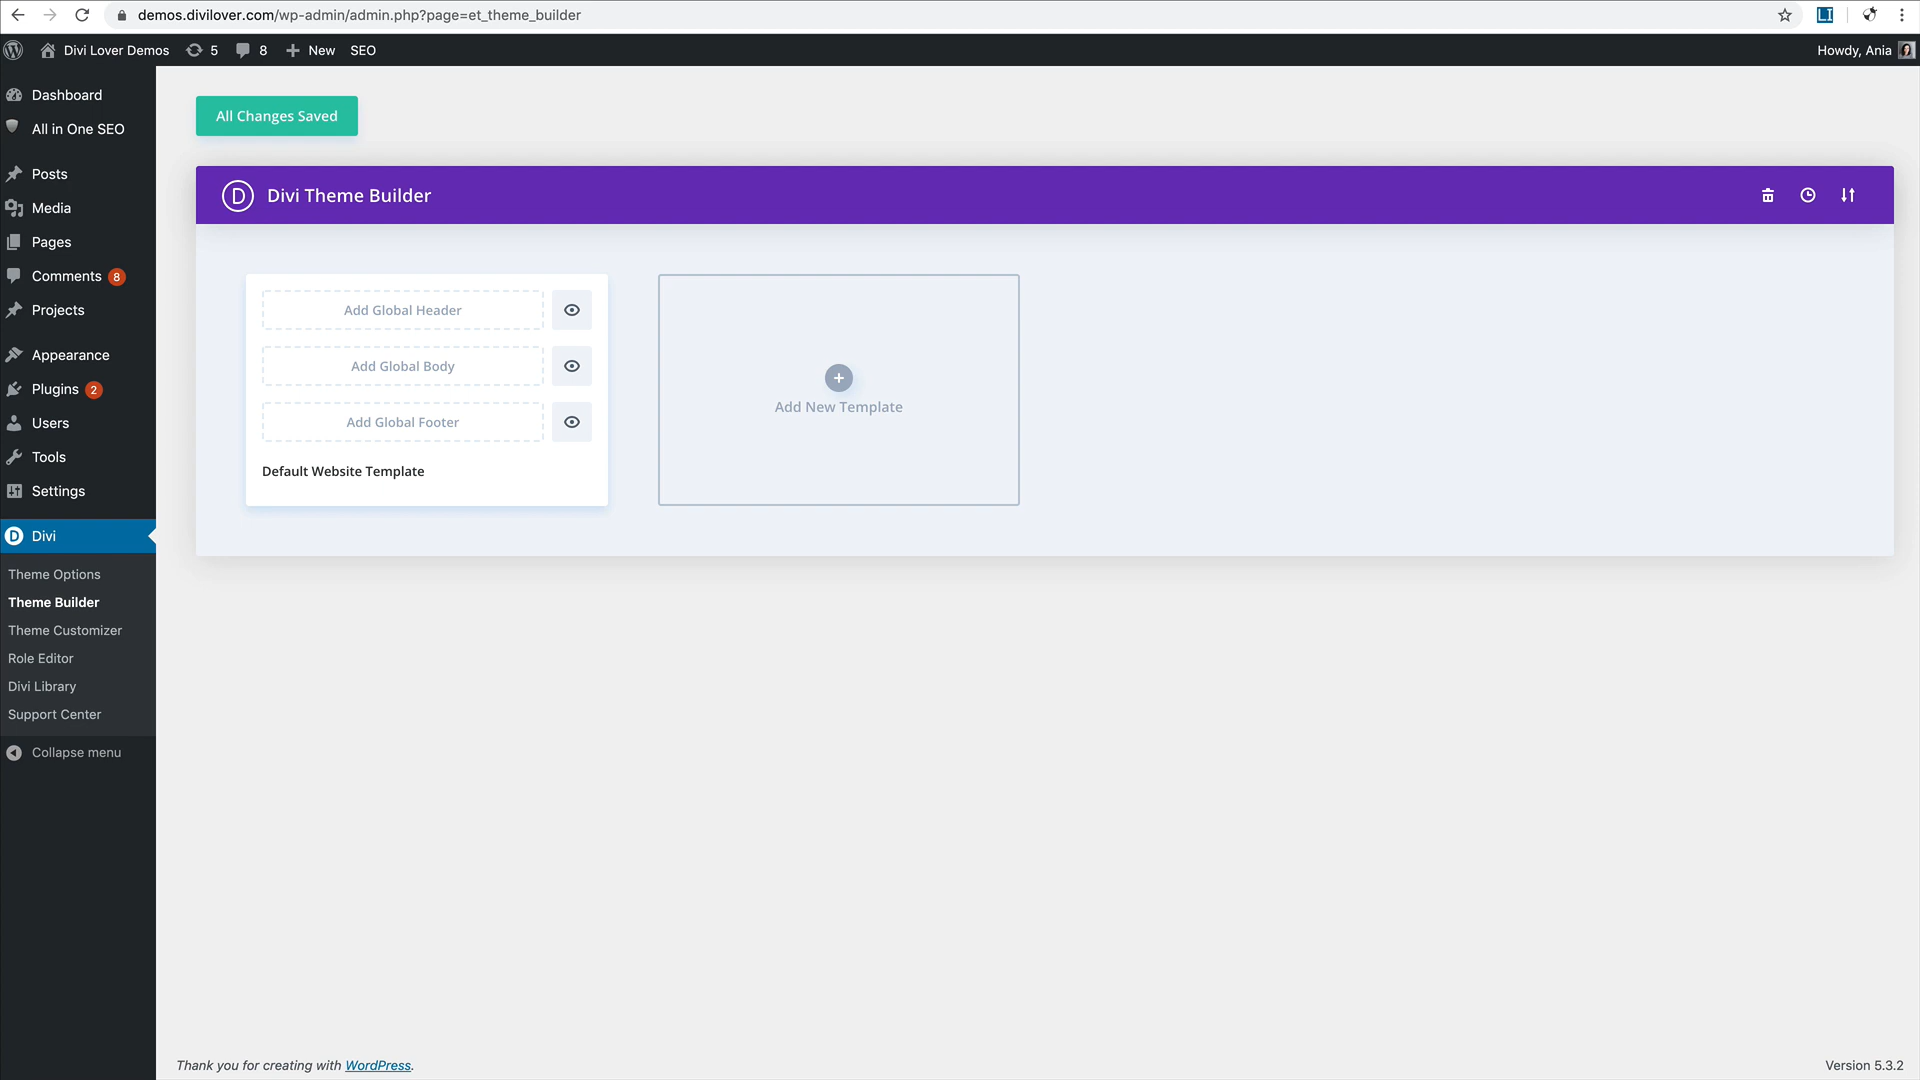 demos.divilover.com/wp-admin/admin.php?page=et_theme_builder
Divi Lover Demos 5 8 New SEO Howdy, Ania
Dashboard
All in One SEO
Posts
Media
Pages
Comments 8
Projects
Appearance
Plugins 2
Users
Tools
Settings
D Divi
Theme Options
Theme Builder
Theme Customizer
Role Editor
Divi Library
Support Center
Collapse menu
All Changes Saved
D Divi Theme Builder
Add Global Header
Add Global Body
Add Global Footer
Default Website Template
Add New Template
Thank you for creating with WordPress.
Version 5.3.2